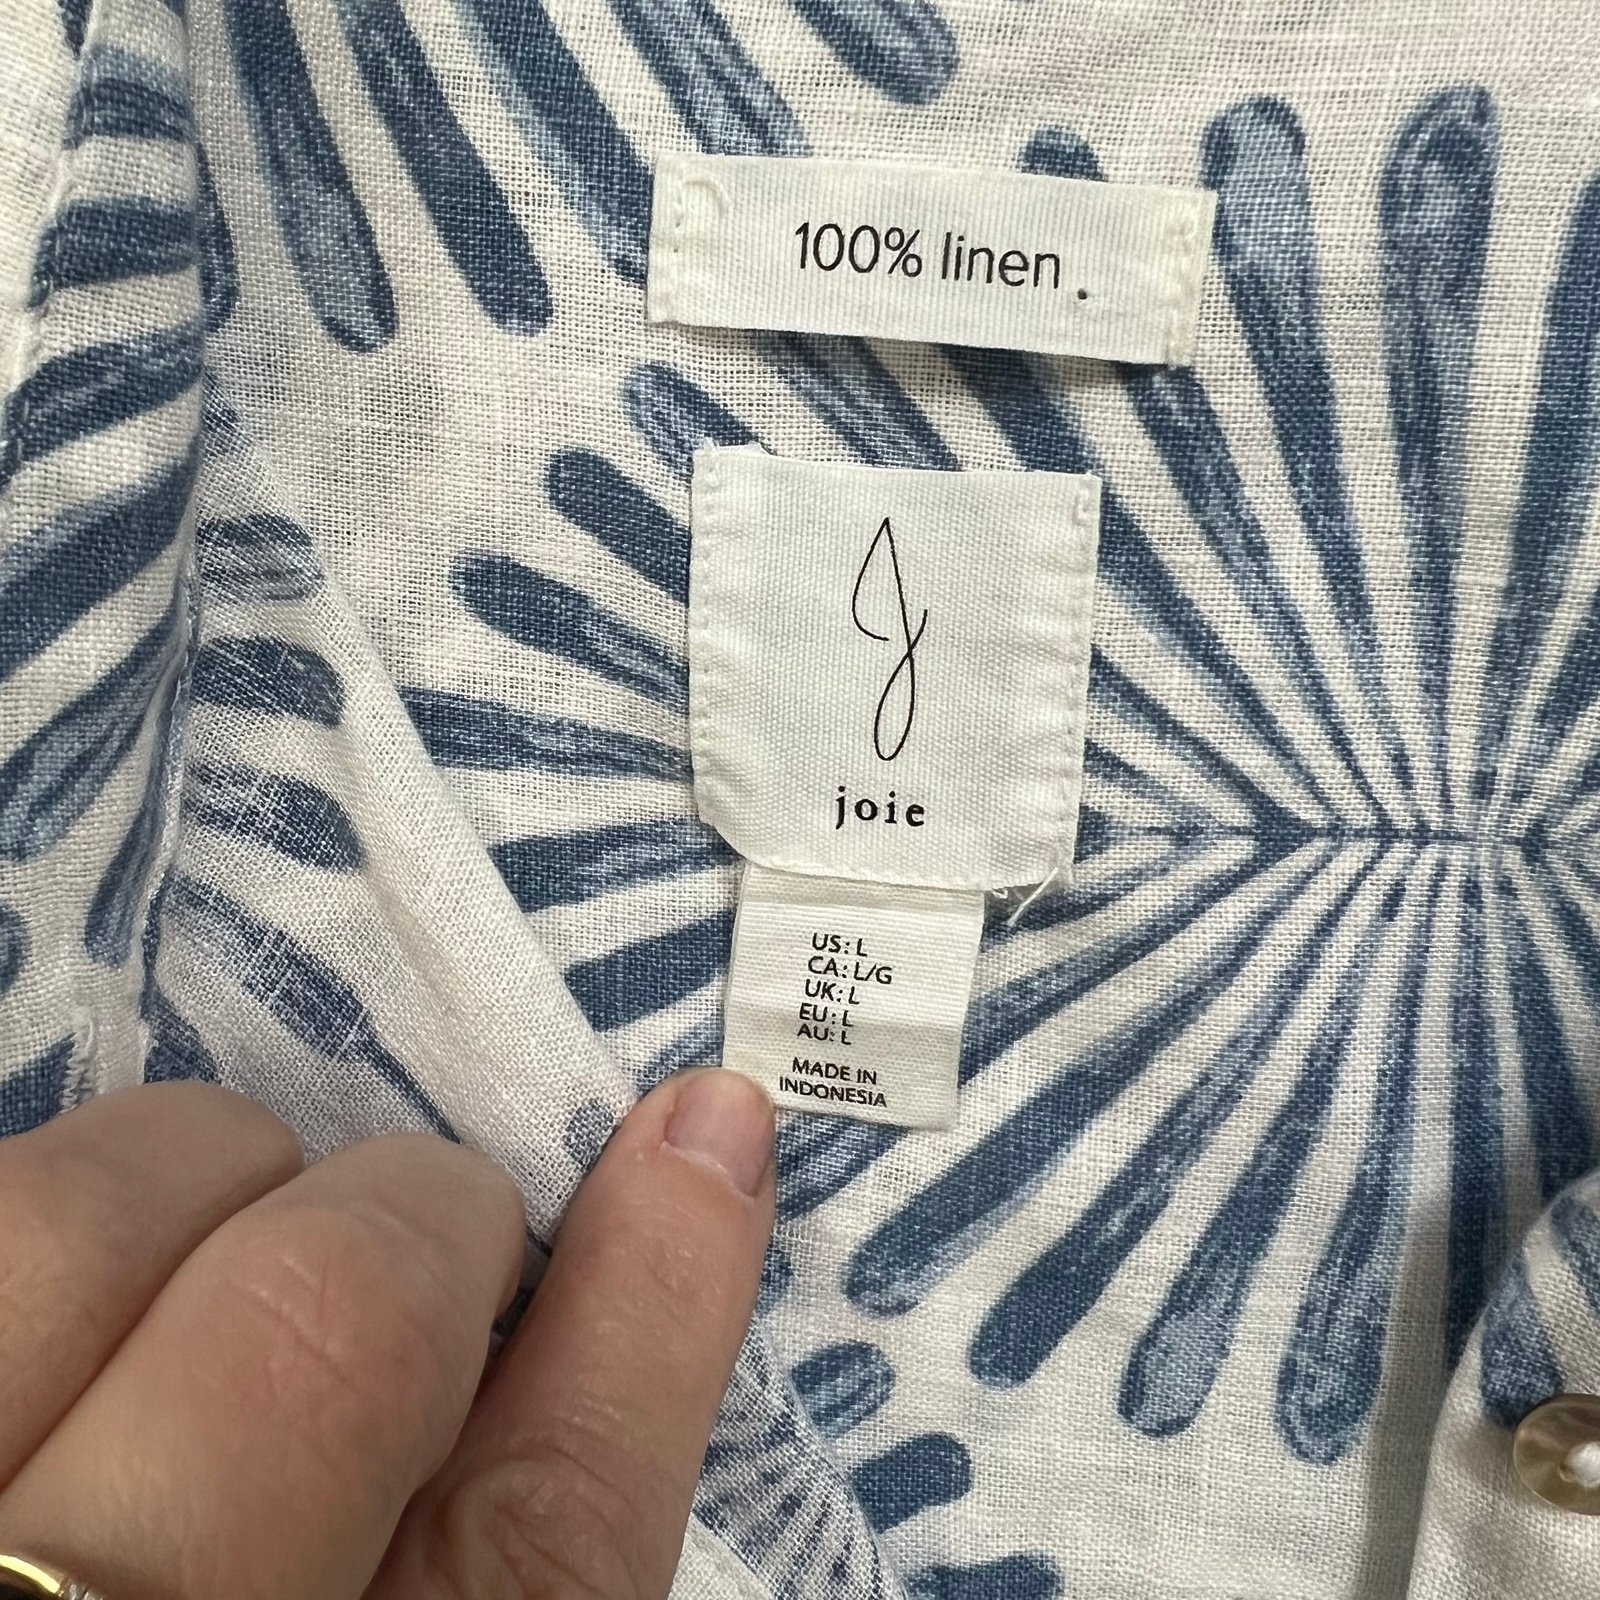 100% linen .
J
joie
US: L
CA: L/G
UK: L
EU: L
AU: L
MADE IN
INDONESIA